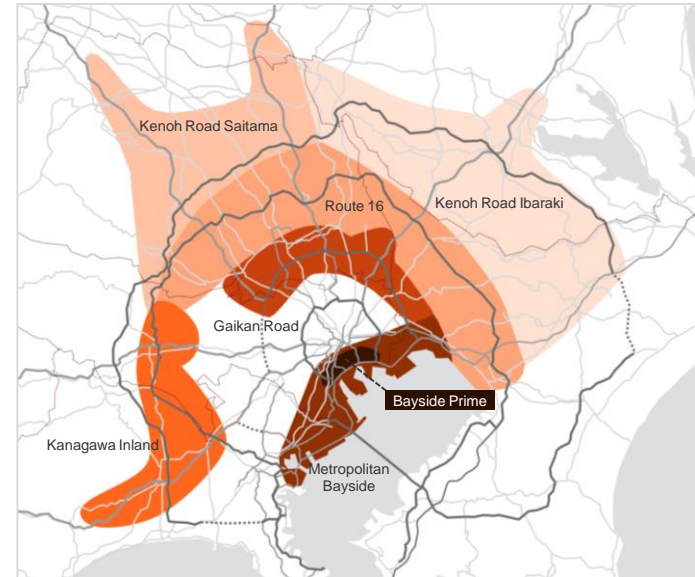 Kenoh Road Saitama
Route 16
Kenoh Road Ibaraki
Gaikan Road
Bayside Prime
Kanagawa Inland
Metropolitan
Bayside